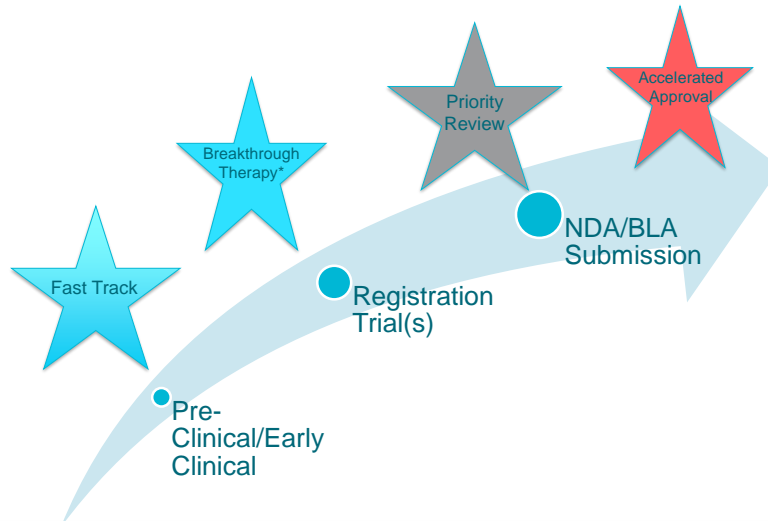 Accelerated
Approval
Priority
Review
Breakthrough
Therapy*
Fast Track
NDA/BLA
Submission
Registration
Trial(s)
Pre-
Clinical/Early
Clinical